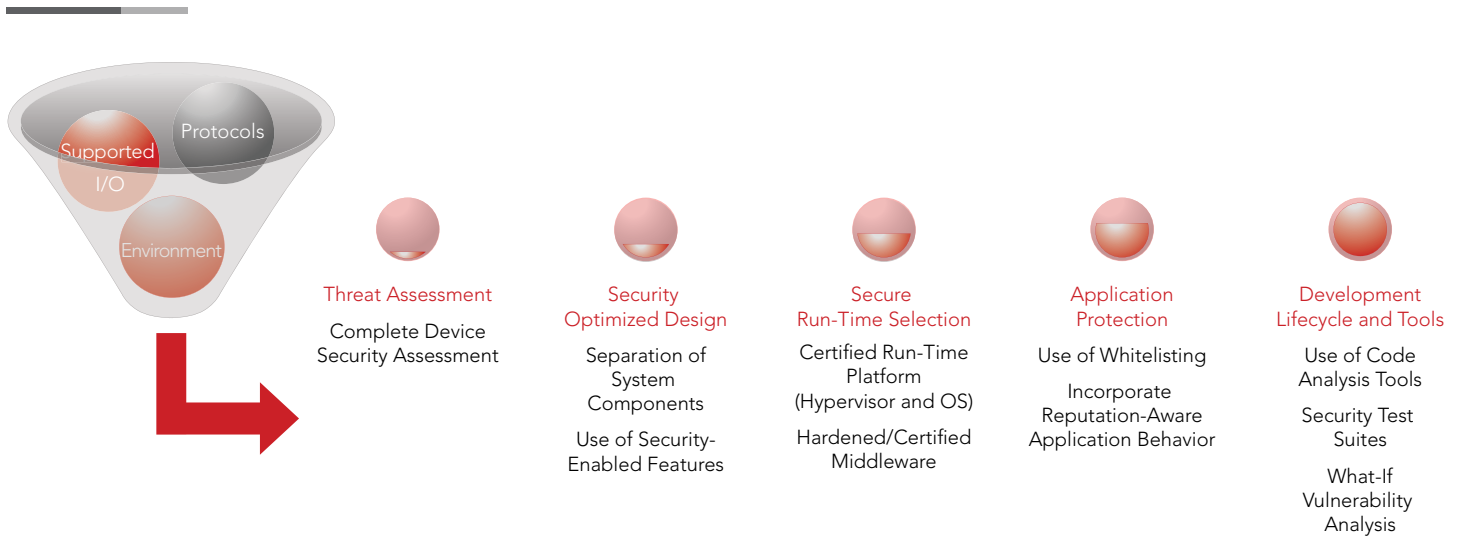 Supported
I/O
Protocols
Environment
Threat Assessment
Complete Device
Security Assessment
Security
Optimized Design
Separation of
System
Components
Use of Security-
Enabled Features
Secure
Run-Time Selection
Certified Run-Time
Platform
(Hypervisor and OS)
Hardened/Certified
Middleware
Application
Protection
Use of Whitelisting
Incorporate
Reputation-Aware
Application Behavior
Development
Lifecycle and Tools
Use of Code
Analysis Tools
Security Test
Suites
What-If
Vulnerability
Analysis